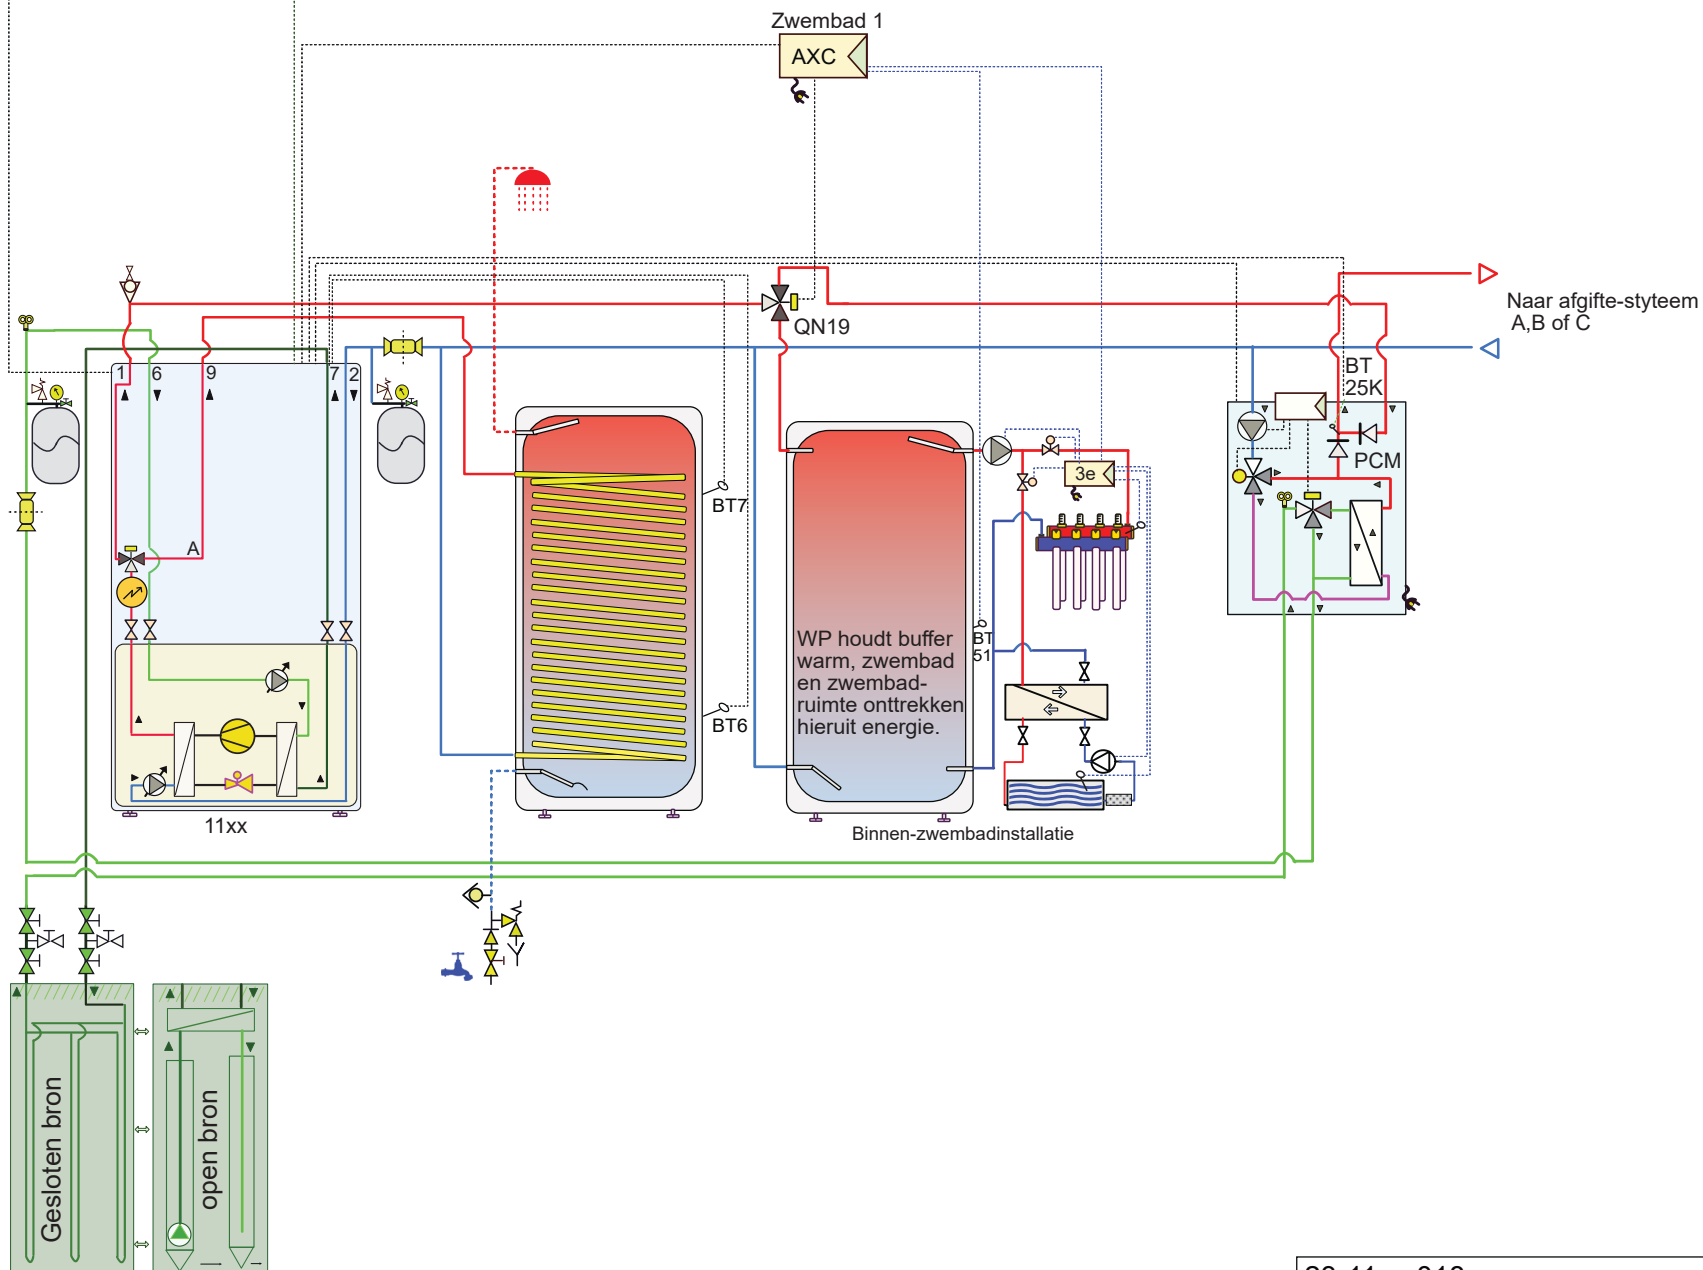 Zwembad 1
AXC
QN19
Naar afgifte-styteem
A,B of C
1
6
9
7
2
BT
25K
PCM
3e
BT7
A
WP houdt buffer
warm, zwembad
en zwembad-
ruimte onttrekken
hieruit energie.
BT
51
BT6
11xx
Binnen-zwembadinstallatie
Gesloten bron
open bron